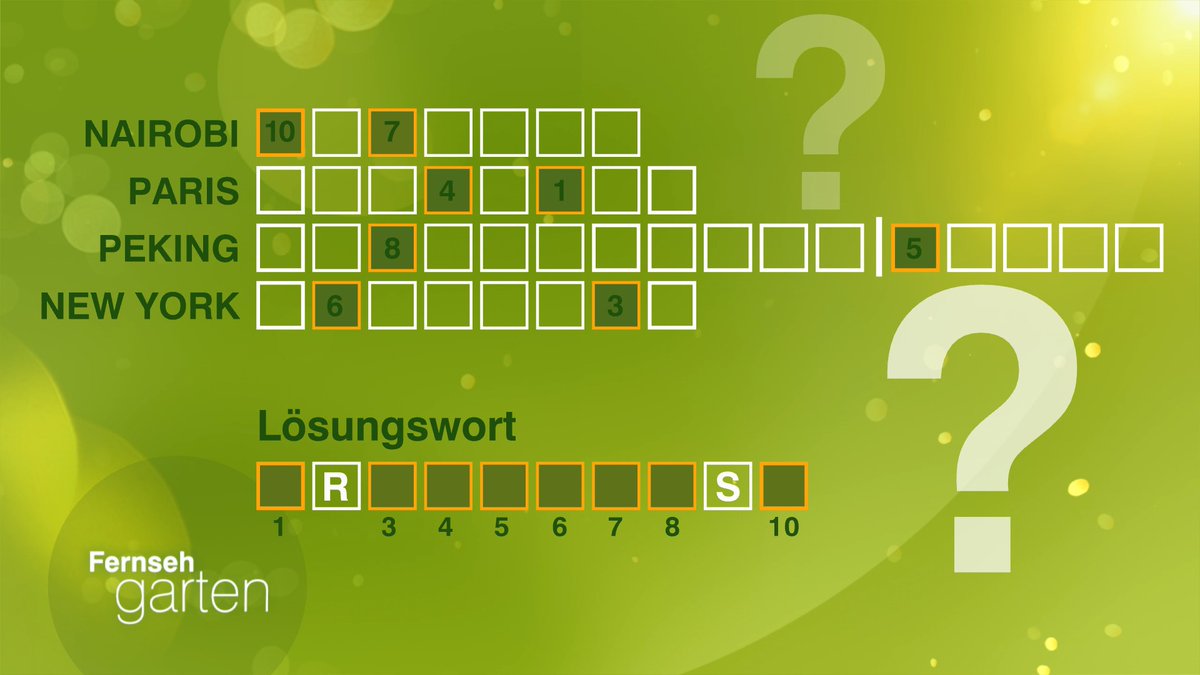 NAIROBI 10 7
PARIS 4 1
PEKING 8 5
NEW YORK 6 3
Lösungswort
R S
1 3 4 5 6 7 8 10
Fernseh
garten